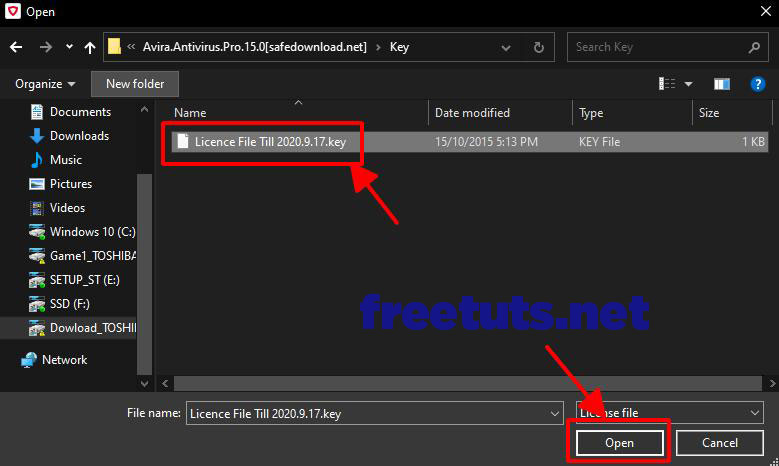 Open
« Avira.Antivirus.Pro.15.0[safedownload.net] › Key
Search Key
Organize New folder
Name Date modified Type Size
Licence File Till 2020.9.17.key 15/10/2015 5:13 PM KEY File 1 KB
Documents
Downloads
Music
Pictures
Videos
Windows 10 (C:)
Game1_TOSHIBA
SETUP_ST (E:)
SSD (F:)
Dowload_TOSHI
Network
freetuts.net
File name: Licence File Till 2020.9.17.key License file
Open Cancel